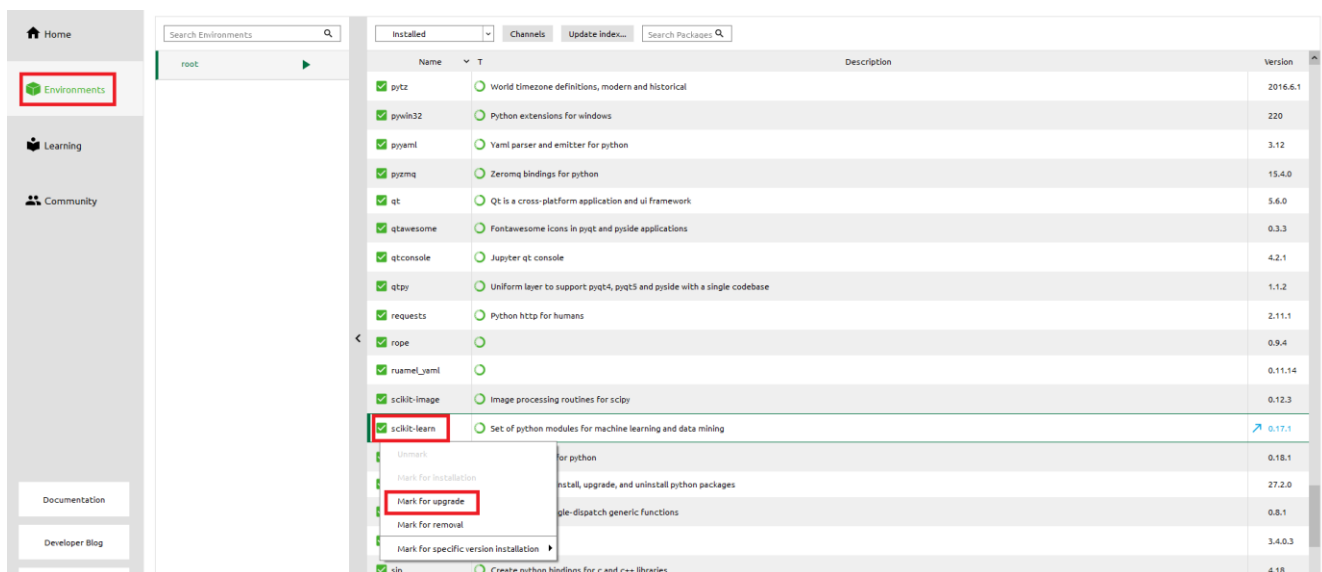 Home
Environments
Learning
Community
Documentation
Developer Blog
Search Environments
root
Installed Channels Update index... Search Packages
Name T Description Version
pytz World timezone definitions, modern and historical 2016.6.1
pywin32 Python extensions for windows 220
pyyaml Yaml parser and emitter for python 3.12
pyzmq Zeromq bindings for python 15.4.0
qt Qt is a cross-platform application and ui framework 5.6.0
qtawesome Fontawesome icons in pyqt and pyside applications 0.3.3
qtconsole Jupyter qt console 4.2.1
qtpy Uniform layer to support pyqt4, pyqt5 and pyside with a single codebase 1.1.2
requests Python http for humans 2.11.1
rope 0.9.4
ruamel_yaml 0.11.14
scikit-image Image processing routines for scipy 0.12.3
scikit-learn Set of python modules for machine learning and data mining 0.17.1
Unmark
for python 0.18.1
Mark for installation
nstall, upgrade, and uninstall python packages 27.2.0
Mark for upgrade
gle-dispatch generic functions 0.8.1
Mark for removal
3.4.0.3
Mark for specific version installation
sip Create python bindings for c and c++ libraries 4.18